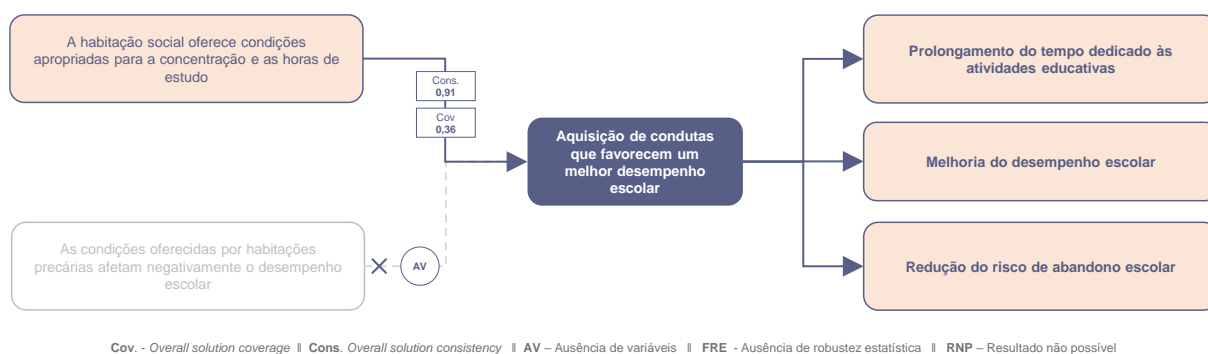 A habitação social oferece condições
apropriadas para a concentração e as horas de
estudo
Cons.
0,91
Cov
0,36
Aquisição de condutas
que favorecem um
melhor desempenho
escolar
Prolongamento do tempo dedicado às
atividades educativas
Melhoria do desempenho escolar
Redução do risco de abandono escolar
As condições oferecidas por habitações
precárias afetam negativamente o desempenho
escolar
AV
Cov. - Overall solution coverage ‖ Cons. Overall solution consistency ‖ AV – Ausência de variáveis ‖ FRE - Ausência de robustez estatística ‖ RNP – Resultado não possível